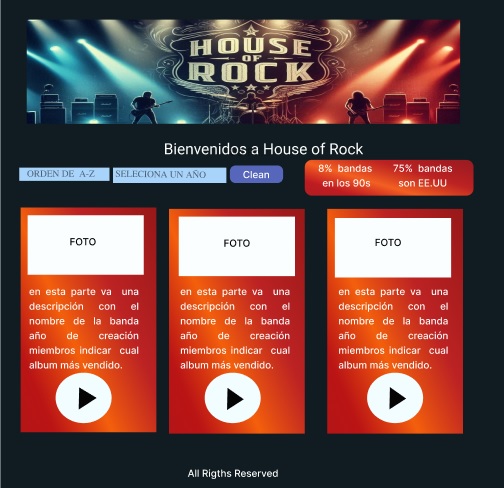 HOUSE
OF
ROCK
Bienvenidos a House of Rock
ORDEN DE A-Z
SELECIONA UN AÑO
Clean
8% bandas
en los 90s
75% bandas
son EE.UU
FOTO
en esta parte va una
descripción con el
nombre de la banda
año de creación
miembros indicar cual
album más vendido.
FOTO
en esta parte va una
descripción con el
nombre de la banda
año de creación
miembros indicar cual
album más vendido.
FOTO
en esta parte va una
descripción con el
nombre de la banda
año de creación
miembros indicar cual
album más vendido.
All Rigths Reserved